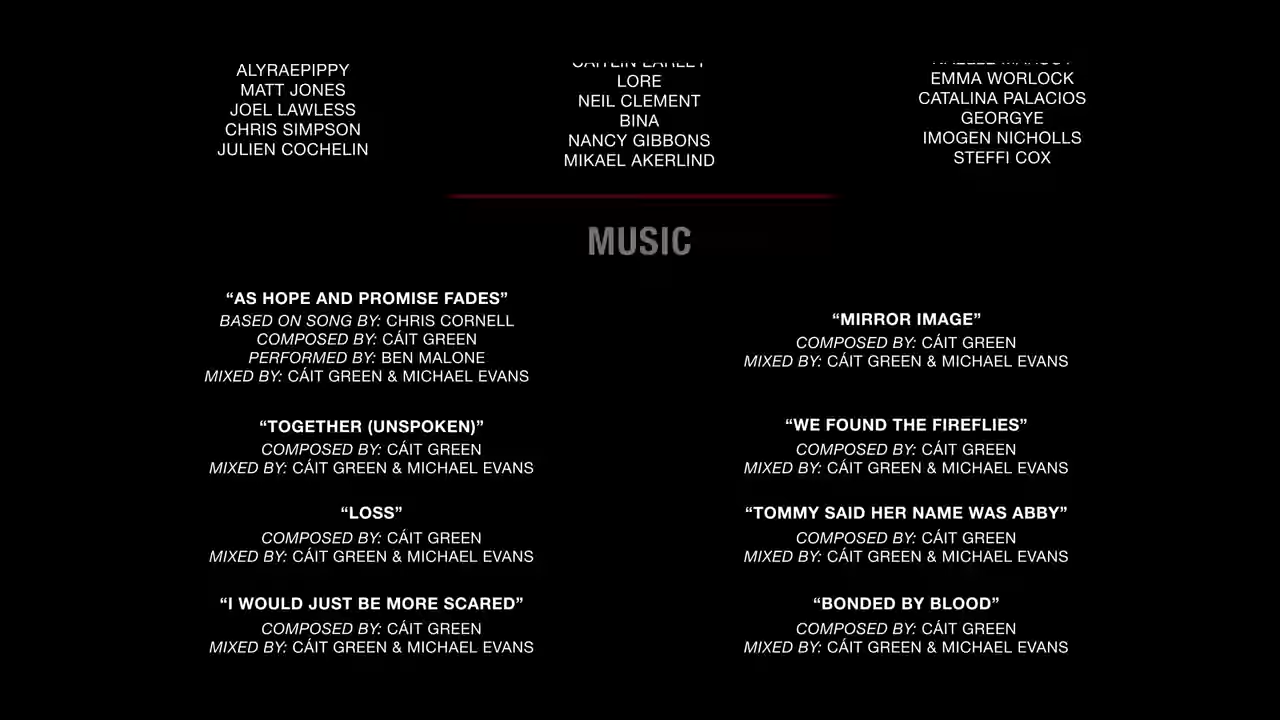 ALYRAEPIPPY
MATT JONES
JOEL LAWLESS
CHRIS SIMPSON
JULIEN COCHELIN
LORE
NEIL CLEMENT
BINA
NANCY GIBBONS
MIKAEL AKERLIND
EMMA WORLOCK
CATALINA PALACIOS
GEORGYE
IMOGEN NICHOLLS
STEFFI COX
MUSIC
“AS HOPE AND PROMISE FADES”
BASED ON SONG BY: CHRIS CORNELL
COMPOSED BY: CÁIT GREEN
PERFORMED BY: BEN MALONE
MIXED BY: CÁIT GREEN & MICHAEL EVANS
“TOGETHER (UNSPOKEN)”
COMPOSED BY: CÁIT GREEN
MIXED BY: CÁIT GREEN & MICHAEL EVANS
“LOSS”
COMPOSED BY: CÁIT GREEN
MIXED BY: CÁIT GREEN & MICHAEL EVANS
“I WOULD JUST BE MORE SCARED”
COMPOSED BY: CÁIT GREEN
MIXED BY: CÁIT GREEN & MICHAEL EVANS
“MIRROR IMAGE”
COMPOSED BY: CÁIT GREEN
MIXED BY: CÁIT GREEN & MICHAEL EVANS
“WE FOUND THE FIREFLIES”
COMPOSED BY: CÁIT GREEN
MIXED BY: CÁIT GREEN & MICHAEL EVANS
“TOMMY SAID HER NAME WAS ABBY”
COMPOSED BY: CÁIT GREEN
MIXED BY: CÁIT GREEN & MICHAEL EVANS
“BONDED BY BLOOD”
COMPOSED BY: CÁIT GREEN
MIXED BY: CÁIT GREEN & MICHAEL EVANS